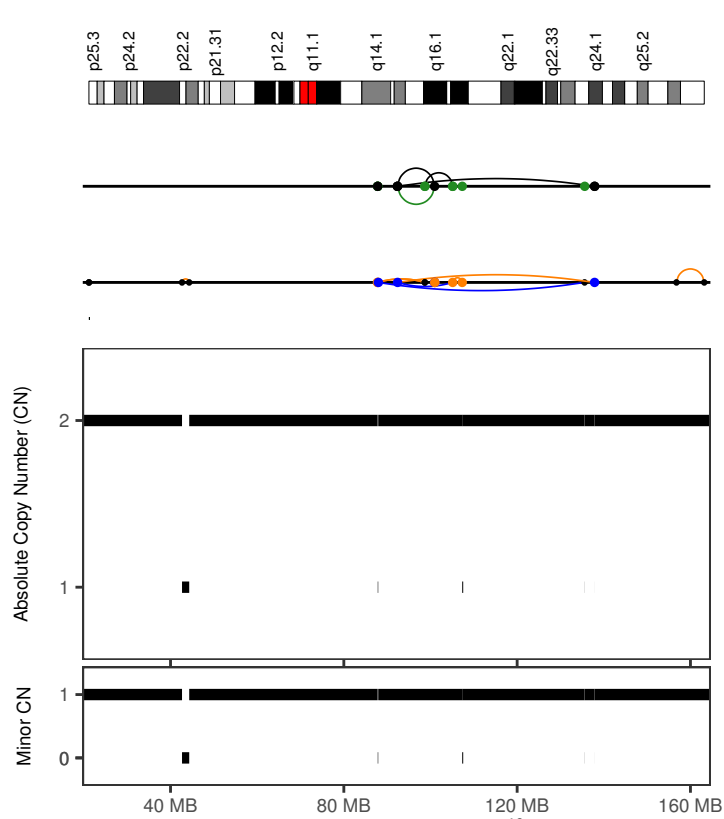 p25.3
p24.2
p22.2
p21.31
p12.2
q11.1
q14.1
q16.1
q22.1
q22.33
q24.1
q25.2
Absolute Copy Number (CN)
2
1
Minor CN
1
0
40 MB
80 MB
120 MB
160 MB